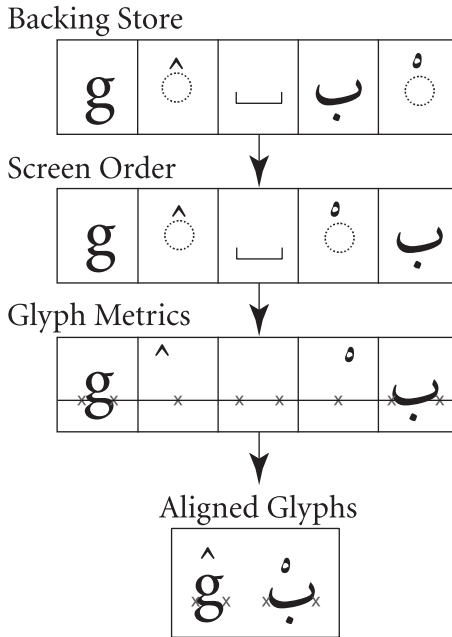 Backing Store
g ◌̂ ⎵ ب
Screen Order
g ◌̂ ⎵ ب
Glyph Metrics
g ^ ب
x x x x x x x x
Aligned Glyphs
ĝ ب
x x x x